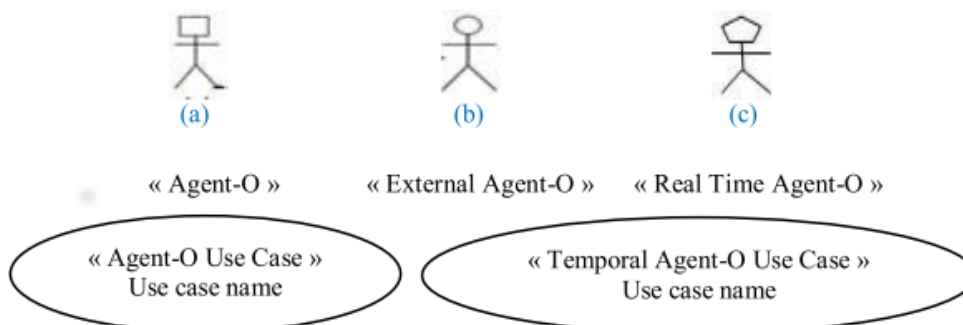 (a) (b) (c)
« Agent-O » « External Agent-O » « Real Time Agent-O »
« Agent-O Use Case »
Use case name
« Temporal Agent-O Use Case »
Use case name